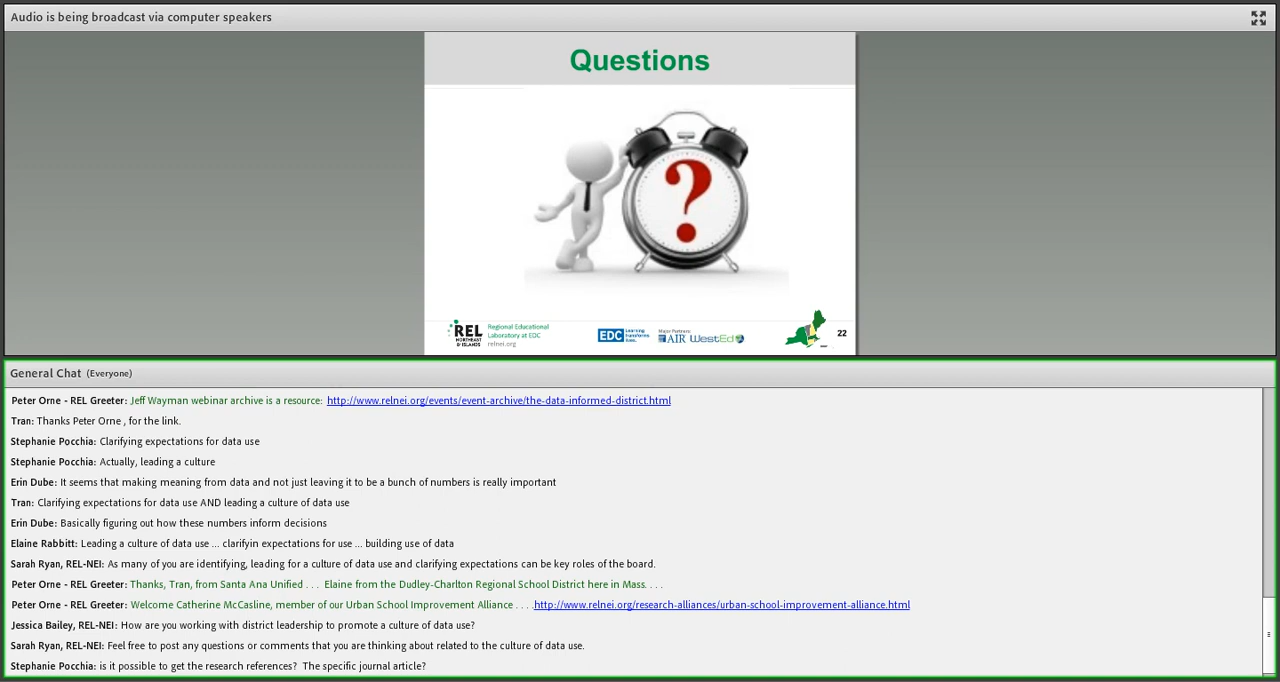 Audio is being broadcast via computer speakers
Questions
?
REL
NORTHEAST
& ISLANDS
Regional Educational
Laboratory at EDC
relnei.org
EDC
Learning
transforms
lives.
Major Partners:
AIR WestEd
22
General Chat (Everyone)
Peter Orne - REL Greeter: Jeff Wayman webinar archive is a resource: http://www.relnei.org/events/event-archive/the-data-informed-district.html
Tran: Thanks Peter Orne , for the link.
Stephanie Pocchia: Clarifying expectations for data use
Stephanie Pocchia: Actually, leading a culture
Erin Dube: It seems that making meaning from data and not just leaving it to be a bunch of numbers is really important
Tran: Clarifying expectations for data use AND leading a culture of data use
Erin Dube: Basically figuring out how these numbers inform decisions
Elaine Rabbitt: Leading a culture of data use ... clarifyin expectations for use ... building use of data
Sarah Ryan, REL-NEI: As many of you are identifying, leading for a culture of data use and clarifying expectations can be key roles of the board.
Peter Orne - REL Greeter: Thanks, Tran, from Santa Ana Unified . . . Elaine from the Dudley-Charlton Regional School District here in Mass. . . .
Peter Orne - REL Greeter: Welcome Catherine McCasline, member of our Urban School Improvement Alliance . . . .http://www.relnei.org/research-alliances/urban-school-improvement-alliance.html
Jessica Bailey, REL-NEI: How are you working with district leadership to promote a culture of data use?
Sarah Ryan, REL-NEI: Feel free to post any questions or comments that you are thinking about related to the culture of data use.
Stephanie Pocchia: is it possible to get the research references? The specific journal article?